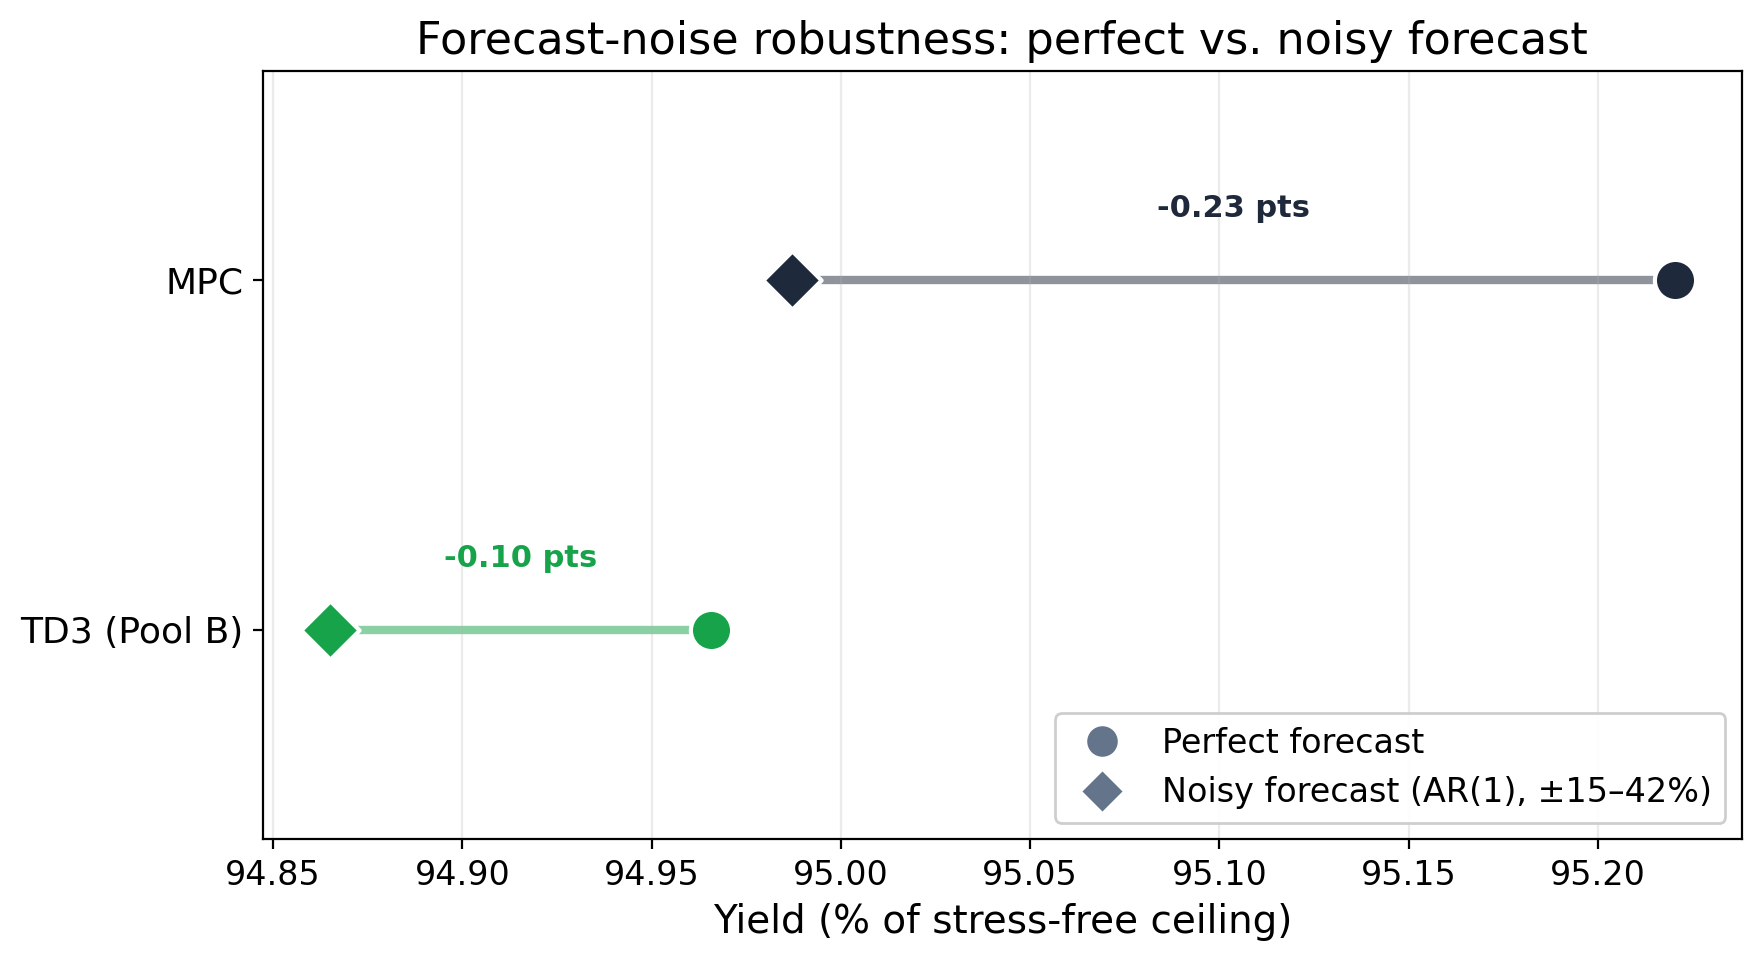 Forecast-noise robustness: perfect vs. noisy forecast
-0.23 pts
MPC
-0.10 pts
TD3 (Pool B)
Perfect forecast
Noisy forecast (AR(1), ±15–42%)
94.85 94.90 94.95 95.00 95.05 95.10 95.15 95.20
Yield (% of stress-free ceiling)